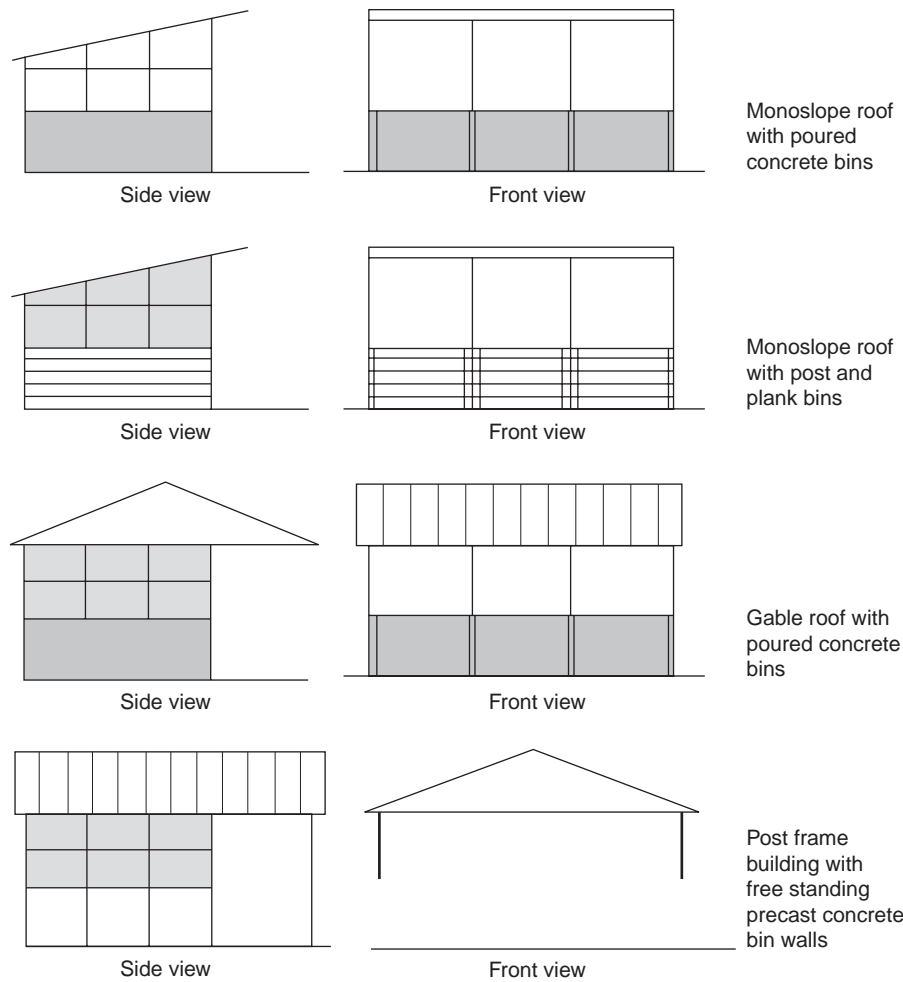 Side view
Front view
Monoslope roof
with poured
concrete bins
Side view
Front view
Monoslope roof
with post and
plank bins
Side view
Front view
Gable roof with
poured concrete
bins
Side view
Front view
Post frame
building with
free standing
precast concrete
bin walls